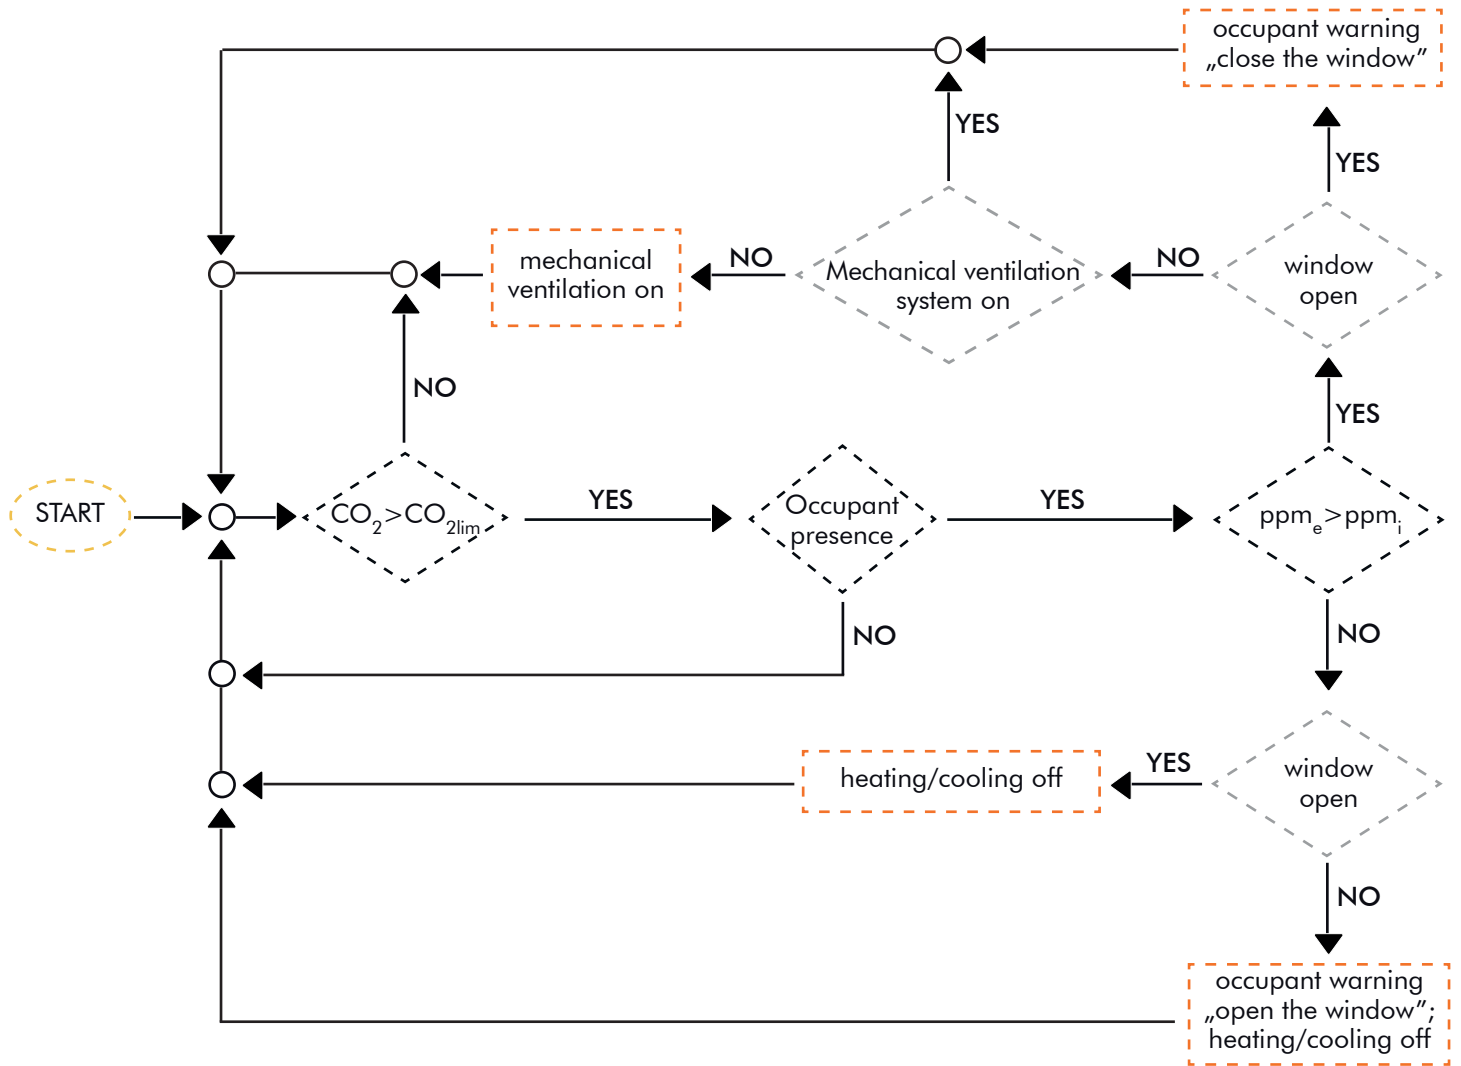 occupant warning
„close the window”
YES
YES
mechanical
ventilation on
NO
Mechanical ventilation
system on
NO
window
open
NO
YES
START
CO2>CO2lim
YES
Occupant
presence
YES
ppme>ppmi
NO
NO
heating/cooling off
YES
window
open
NO
occupant warning
„open the window”;
heating/cooling off